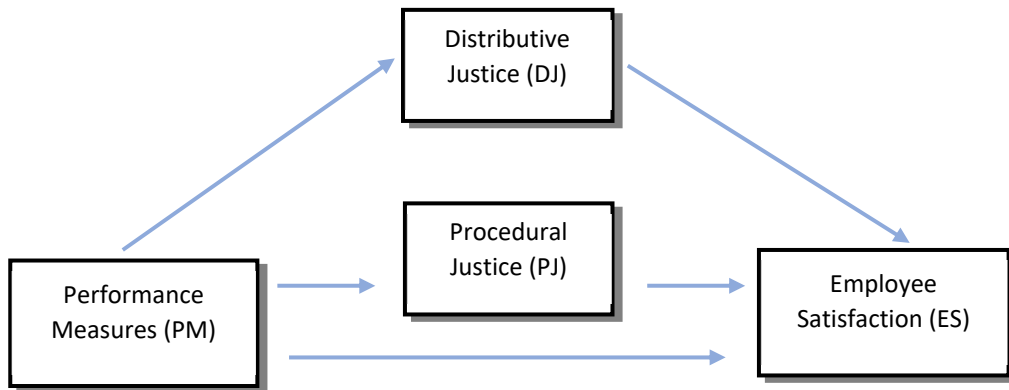 Distributive
Justice (DJ)
Procedural
Justice (PJ)
Performance
Measures (PM)
Employee
Satisfaction (ES)